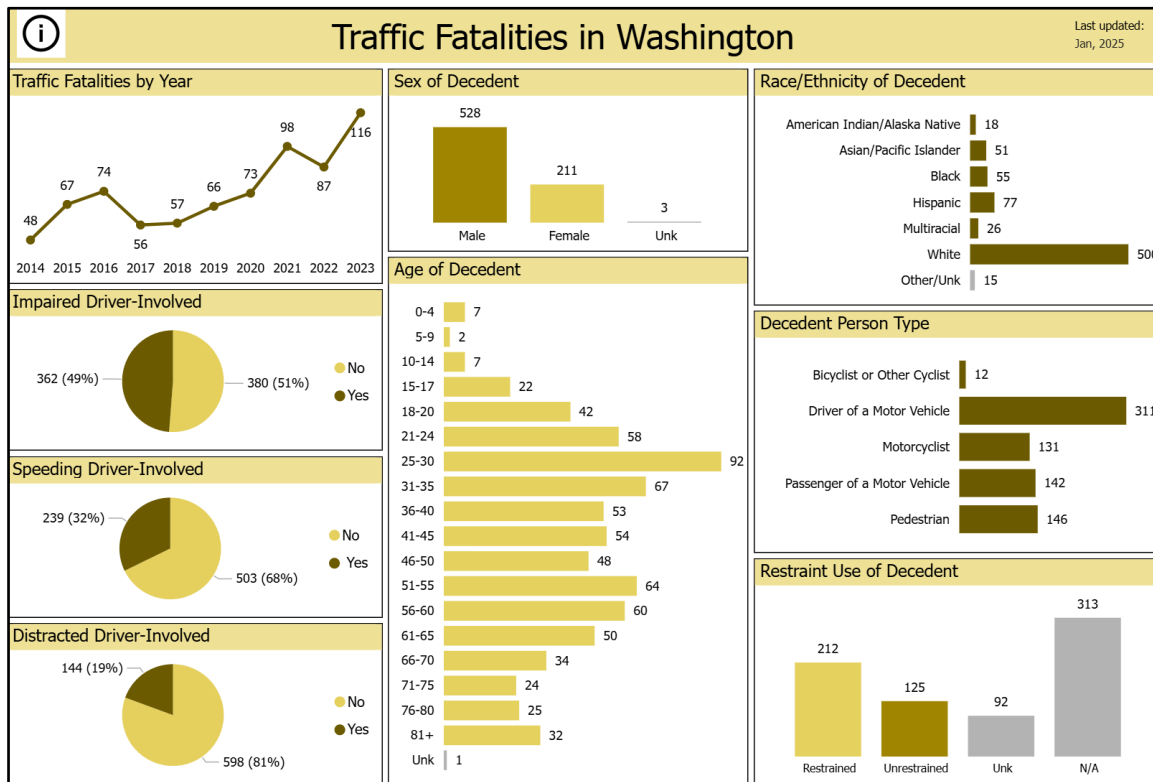 i
Traffic Fatalities in Washington
Last updated:
Jan, 2025
Traffic Fatalities by Year
48
67
74
56
57
66
73
98
87
116
2014 2015 2016 2017 2018 2019 2020 2021 2022 2023
Impaired Driver-Involved
362 (49%)
380 (51%)
No
Yes
Speeding Driver-Involved
239 (32%)
503 (68%)
No
Yes
Distracted Driver-Involved
144 (19%)
598 (81%)
No
Yes
Sex of Decedent
528
211
3
Male Female Unk
Age of Decedent
0-4 7
5-9 2
10-14 7
15-17 22
18-20 42
21-24 58
25-30 92
31-35 67
36-40 53
41-45 54
46-50 48
51-55 64
56-60 60
61-65 50
66-70 34
71-75 24
76-80 25
81+ 32
Unk 1
Race/Ethnicity of Decedent
American Indian/Alaska Native 18
Asian/Pacific Islander 51
Black 55
Hispanic 77
Multiracial 26
White 500
Other/Unk 15
Decedent Person Type
Bicyclist or Other Cyclist 12
Driver of a Motor Vehicle 311
Motorcyclist 131
Passenger of a Motor Vehicle 142
Pedestrian 146
Restraint Use of Decedent
212
125
92
313
Restrained Unrestrained Unk N/A